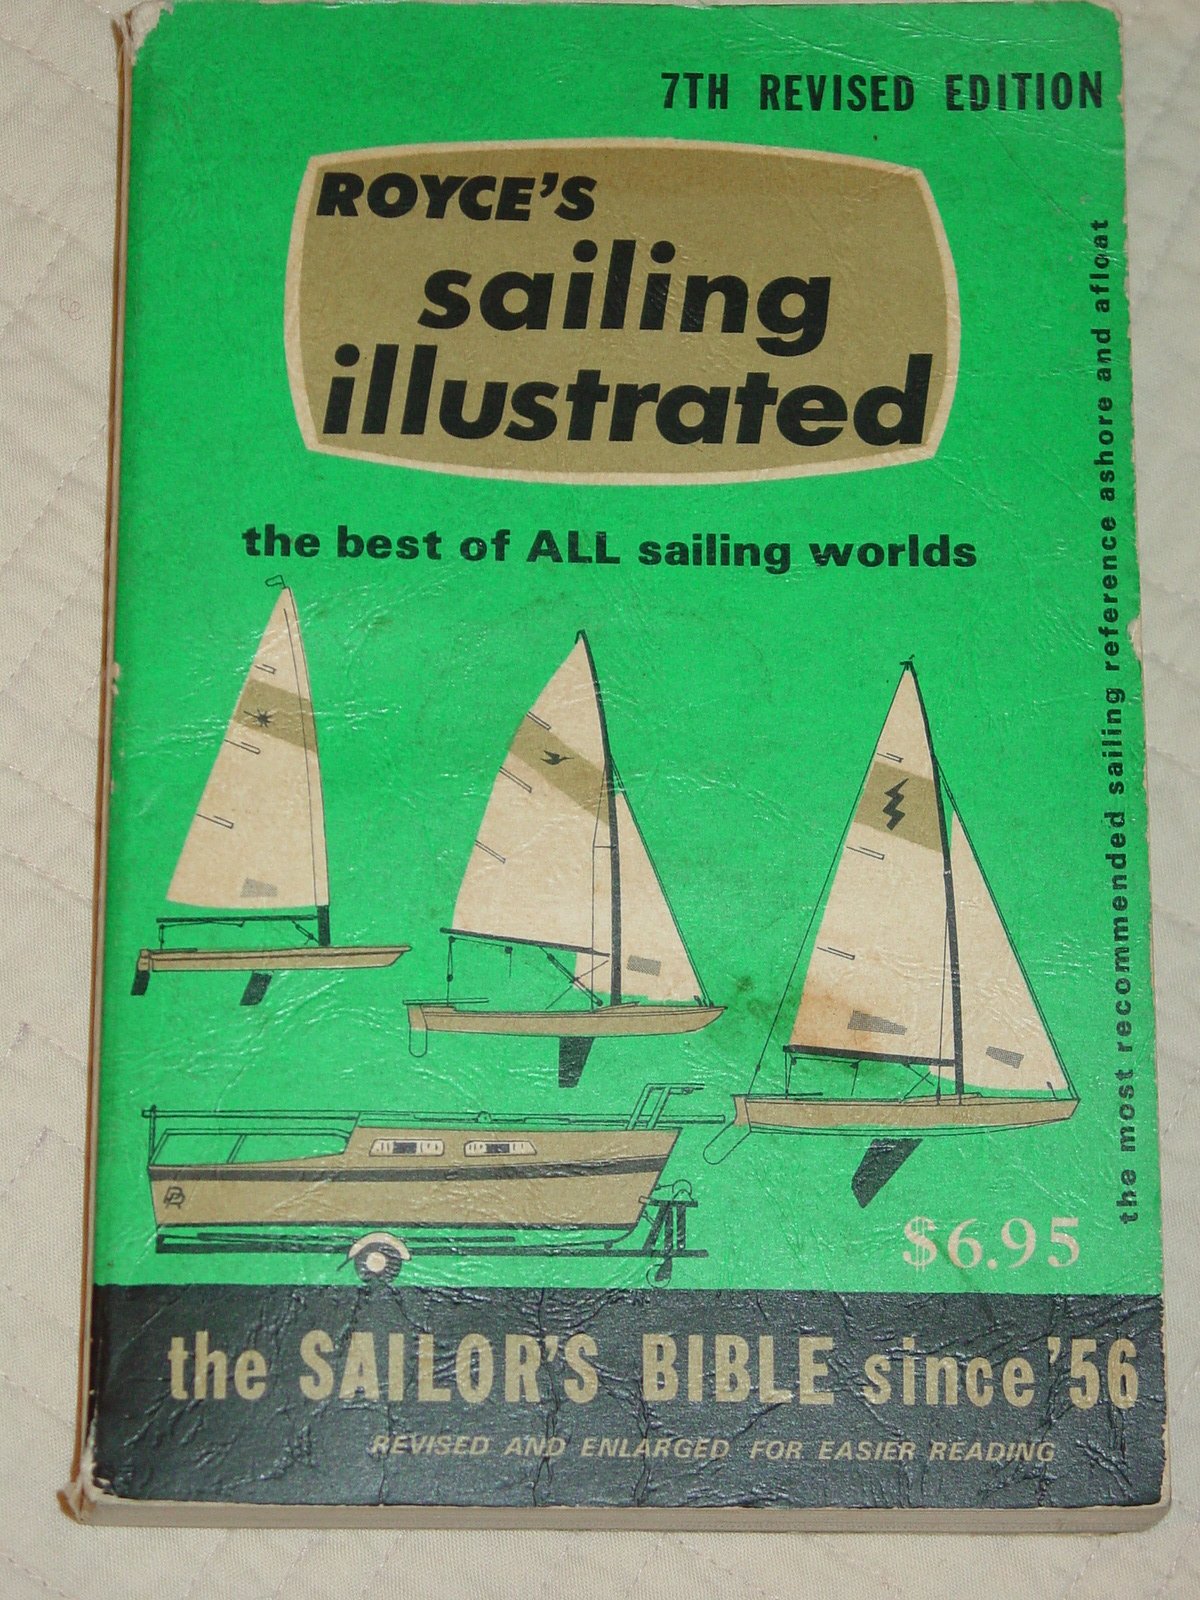 7TH REVISED EDITION
ROYCE'S
sailing
illustrated
the best of ALL sailing worlds
the most recommended sailing reference ashore and afloat
$6.95
the SAILOR'S BIBLE since '56
REVISED AND ENLARGED FOR EASIER READING